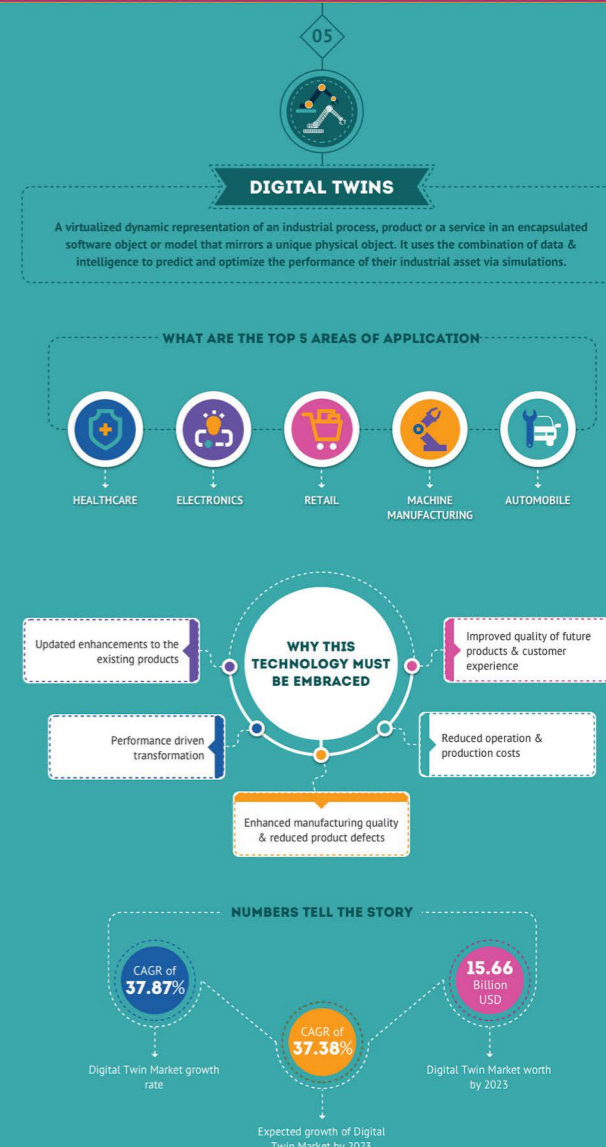 05
DIGITAL TWINS
A virtualized dynamic representation of an industrial process, product or a service in an encapsulated
software object or model that mirrors a unique physical object. It uses the combination of data &
intelligence to predict and optimize the performance of their industrial asset via simulations.
WHAT ARE THE TOP 5 AREAS OF APPLICATION
HEALTHCARE
ELECTRONICS
RETAIL
MACHINE
MANUFACTURING
AUTOMOBILE
WHY THIS
TECHNOLOGY MUST
BE EMBRACED
Updated enhancements to the
existing products
Improved quality of future
products & customer
experience
Performance driven
transformation
Reduced operation &
production costs
Enhanced manufacturing quality
& reduced product defects
NUMBERS TELL THE STORY
CAGR of
37.87%
Digital Twin Market growth
rate
CAGR of
37.38%
Expected growth of Digital
Twin Market by 2023
15.66
Billion
USD
Digital Twin Market worth
by 2023